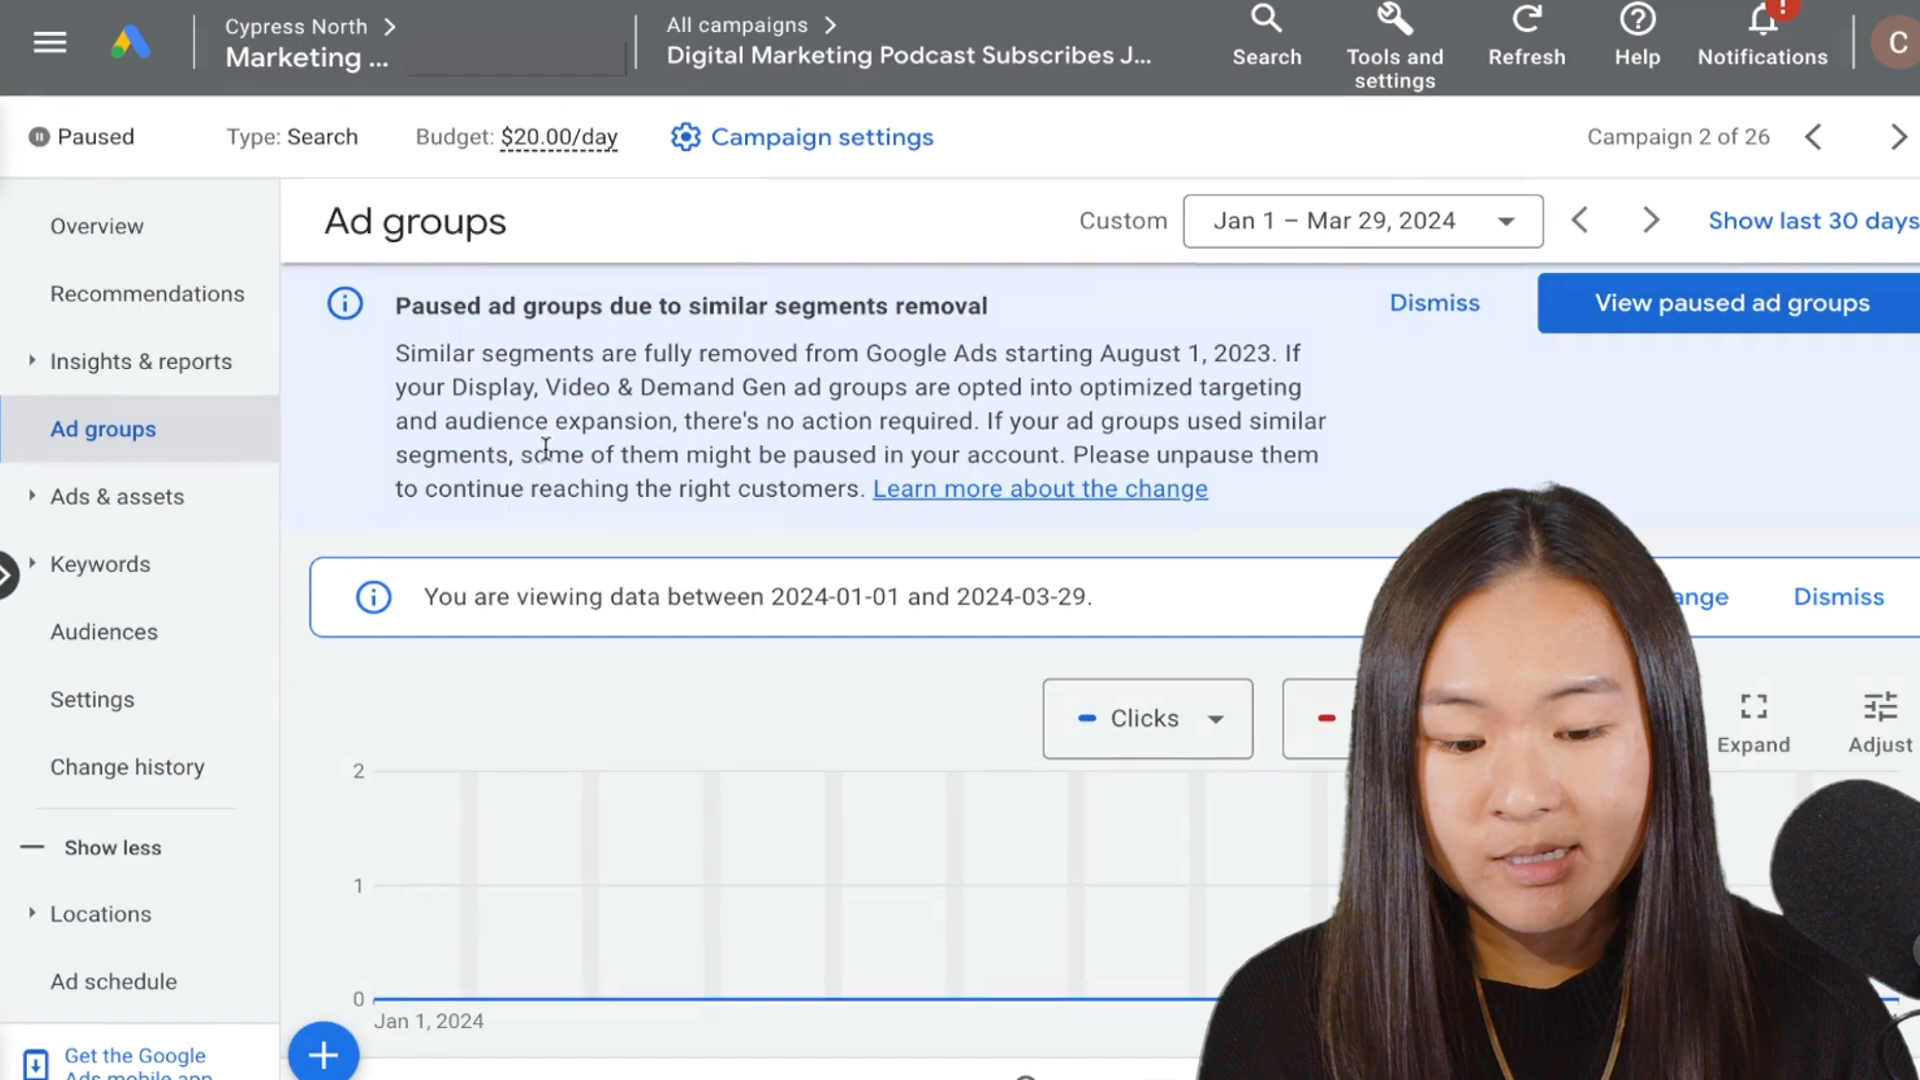 Cypress North
Marketing ...
All campaigns
Digital Marketing Podcast Subscribes J...
Search
Tools and settings
Refresh
Help
!
Notifications
C
Paused
Type: Search
Budget: $20.00/day
Campaign settings
Campaign 2 of 26
Overview
Recommendations
Insights & reports
Ad groups
Ads & assets
Keywords
Audiences
Settings
Change history
Show less
Locations
Ad schedule
Get the Google
Ads mobile app
Ad groups
Custom
Jan 1 – Mar 29, 2024
Show last 30 days
Paused ad groups due to similar segments removal
Dismiss
View paused ad groups
Similar segments are fully removed from Google Ads starting August 1, 2023. If
your Display, Video & Demand Gen ad groups are opted into optimized targeting
and audience expansion, there's no action required. If your ad groups used similar
segments, some of them might be paused in your account. Please unpause them
to continue reaching the right customers. Learn more about the change
You are viewing data between 2024-01-01 and 2024-03-29.
ange
Dismiss
Clicks
Expand
Adjust
2
1
0
Jan 1, 2024